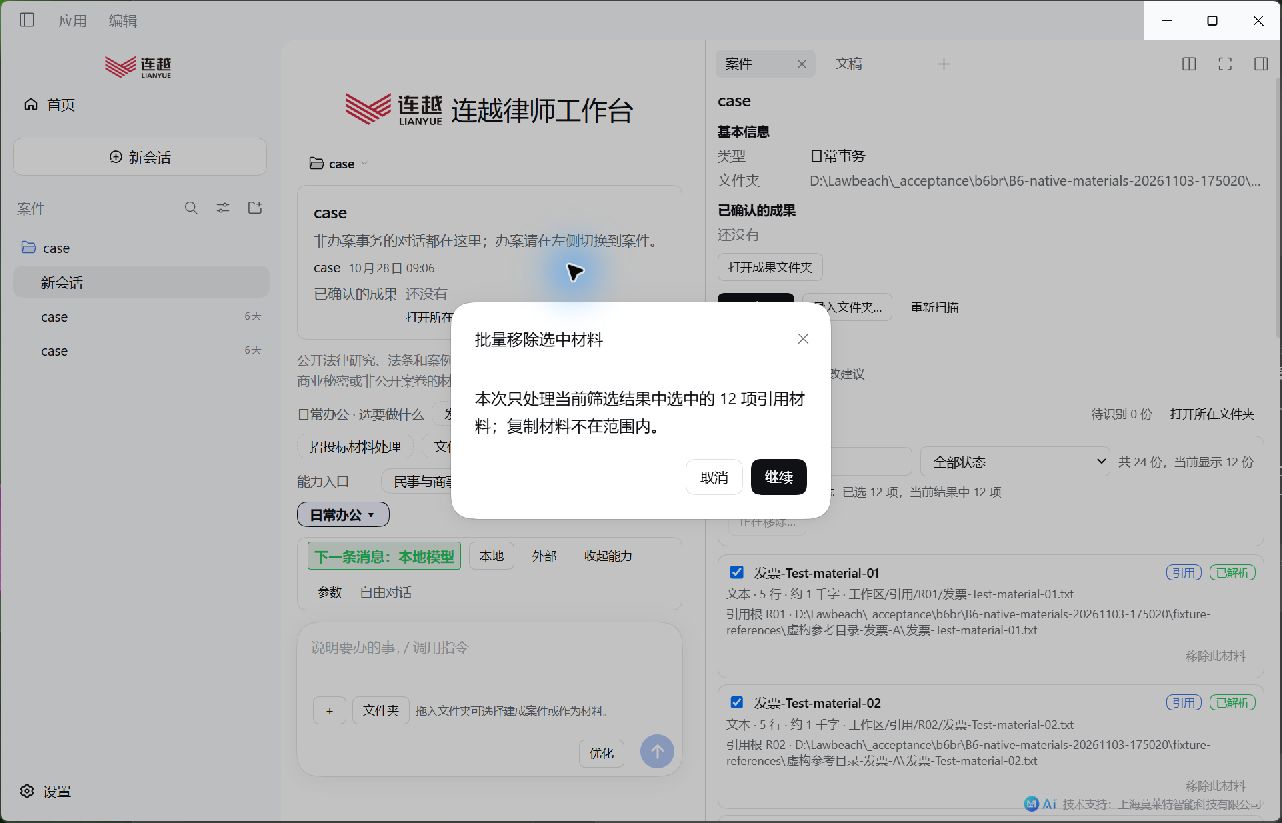 应用 编辑
连越
LIANYUE
首页
新会话
案件
case
新会话
case 6天
case 6天
设置
连越
LIANYUE
连越律师工作台
case
case
非办案事务的对话都在这里；办案请在左侧切换到案件。
case 10月28日 09:06
已确认的成果 还没有
打开所在
公开法律研究、法条和案例
商业秘密或非公开案卷的材
日常办公 · 选要做什么
招投标材料处理
能力入口 民事与商事
日常办公
下一条消息：本地模型 本地 外部 收起能力
参数 自由对话
说明要办的事, / 调用指令
+ 文件夹 拖入文件夹可选择建成案件或作为材料。
优化
批量移除选中材料
本次只处理当前筛选结果中选中的 12 项引用材
料；复制材料不在范围内。
取消 继续
案件 文稿
case
基本信息
类型 日常事务
文件夹 D:\Lawbeach\_acceptance\b6br\B6-native-materials-20261103-175020\...
已确认的成果
还没有
打开成果文件夹
入文件夹... 重新扫描
改建议
待识别 0 份 打开所在文件夹
全部状态 共 24 份，当前显示 12 份
已选 12 项，当前结果中 12 项
正在移除...
发票-Test-material-01 引用 已解析
文本 · 5 行 · 约 1 千字 · 工作区/引用/R01/发票-Test-material-01.txt
引用根 R01 · D:\Lawbeach\_acceptance\b6br\B6-native-materials-20261103-175020\fixture-
references\虚构参考目录-发票-A\发票-Test-material-01.txt
移除此材料
发票-Test-material-02 引用 已解析
文本 · 5 行 · 约 1 千字 · 工作区/引用/R02/发票-Test-material-02.txt
引用根 R02 · D:\Lawbeach\_acceptance\b6br\B6-native-materials-20261103-175020\fixture-
references\虚构参考目录-发票-A\发票-Test-material-02.txt
移除此材料
Ai 技术支持：上海莫莱特智能科技有限公司